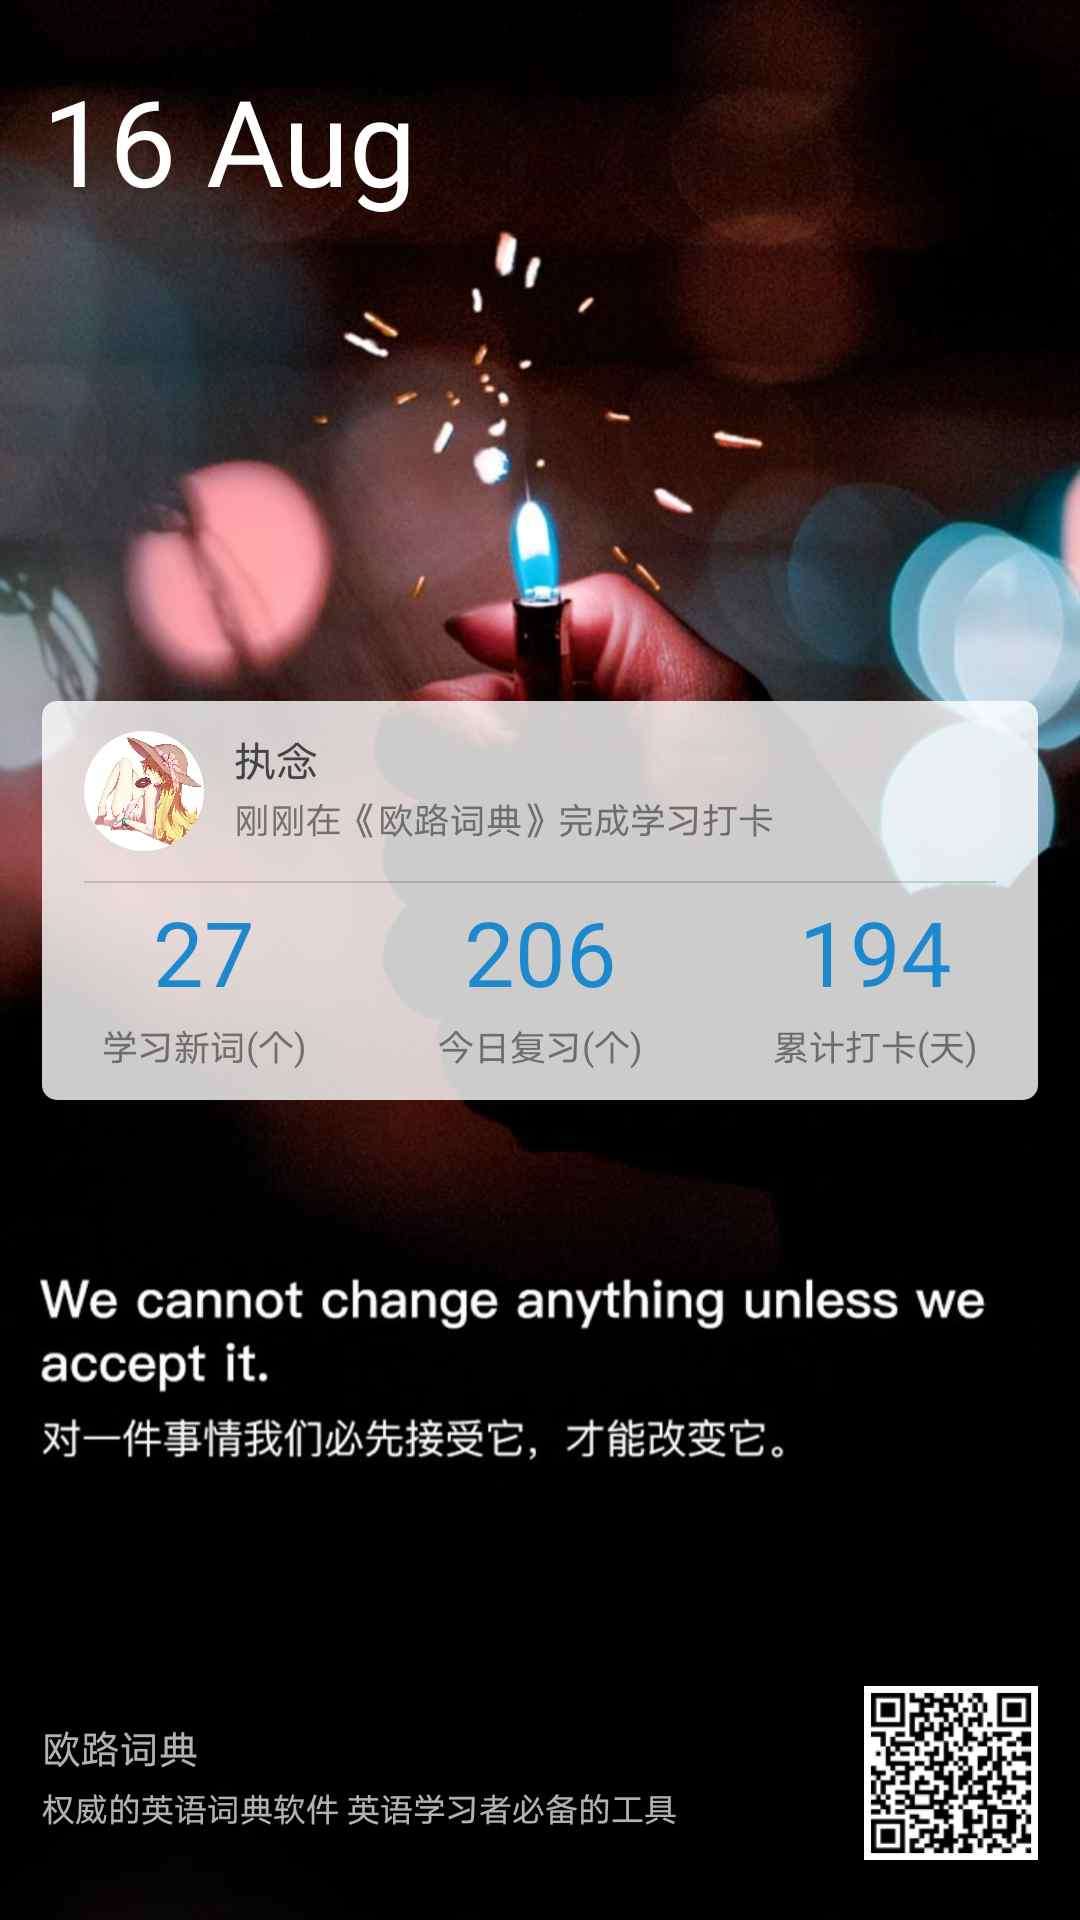 16 Aug
执念
刚刚在《欧路词典》完成学习打卡
27 206 194
学习新词(个) 今日复习(个) 累计打卡(天)
We cannot change anything unless we
accept it.
对一件事情我们必先接受它，才能改变它。
欧路词典
权威的英语词典软件 英语学习者必备的工具